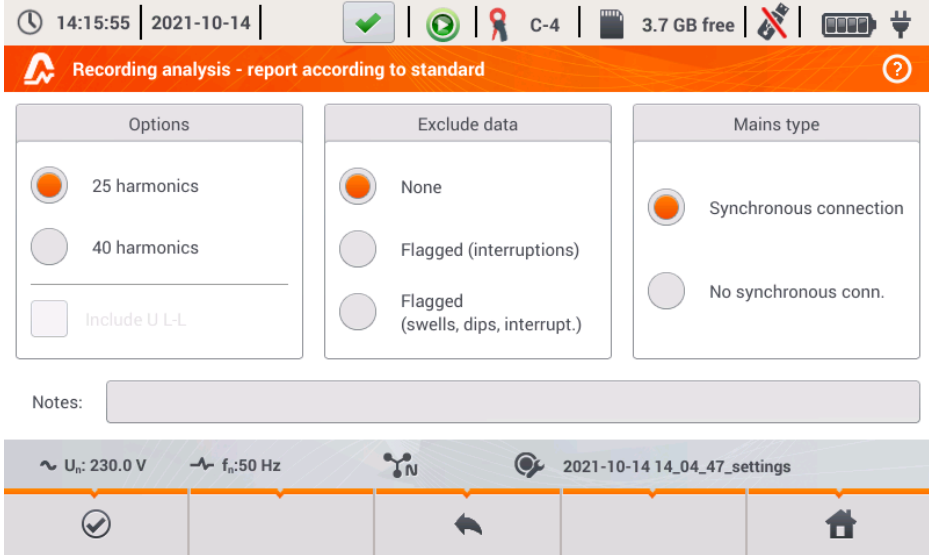 14:15:55 2021-10-14 C-4 3.7 GB free
Recording analysis - report according to standard ?
Options
25 harmonics
40 harmonics
Include U L-L
Exclude data
None
Flagged (interruptions)
Flagged
(swells, dips, interrupt.)
Mains type
Synchronous connection
No synchronous conn.
Notes:
Uₙ: 230.0 V fₙ:50 Hz N 2021-10-14 14_04_47_settings